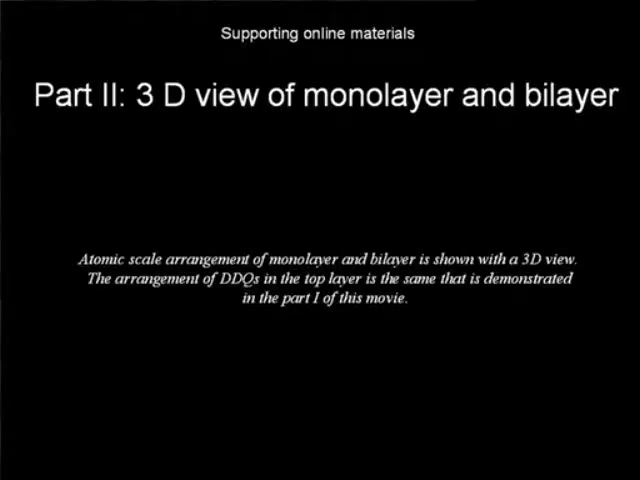 Supporting online materials
Part II: 3 D view of monolayer and bilayer
Atomic scale arrangement of monolayer and bilayer is shown with a 3D view.
The arrangement of DDQs in the top layer is the same that is demonstrated
in the part I of this movie.